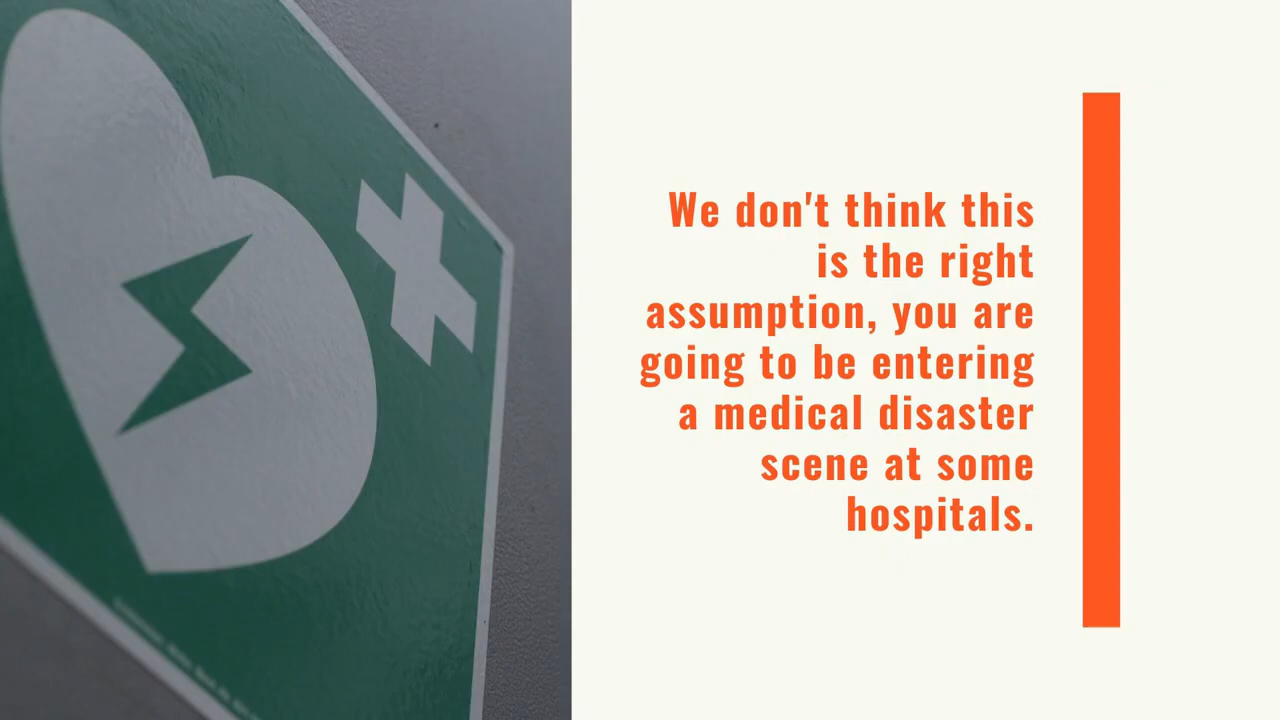 We don't think this
is the right
assumption, you are
going to be entering
a medical disaster
scene at some
hospitals.